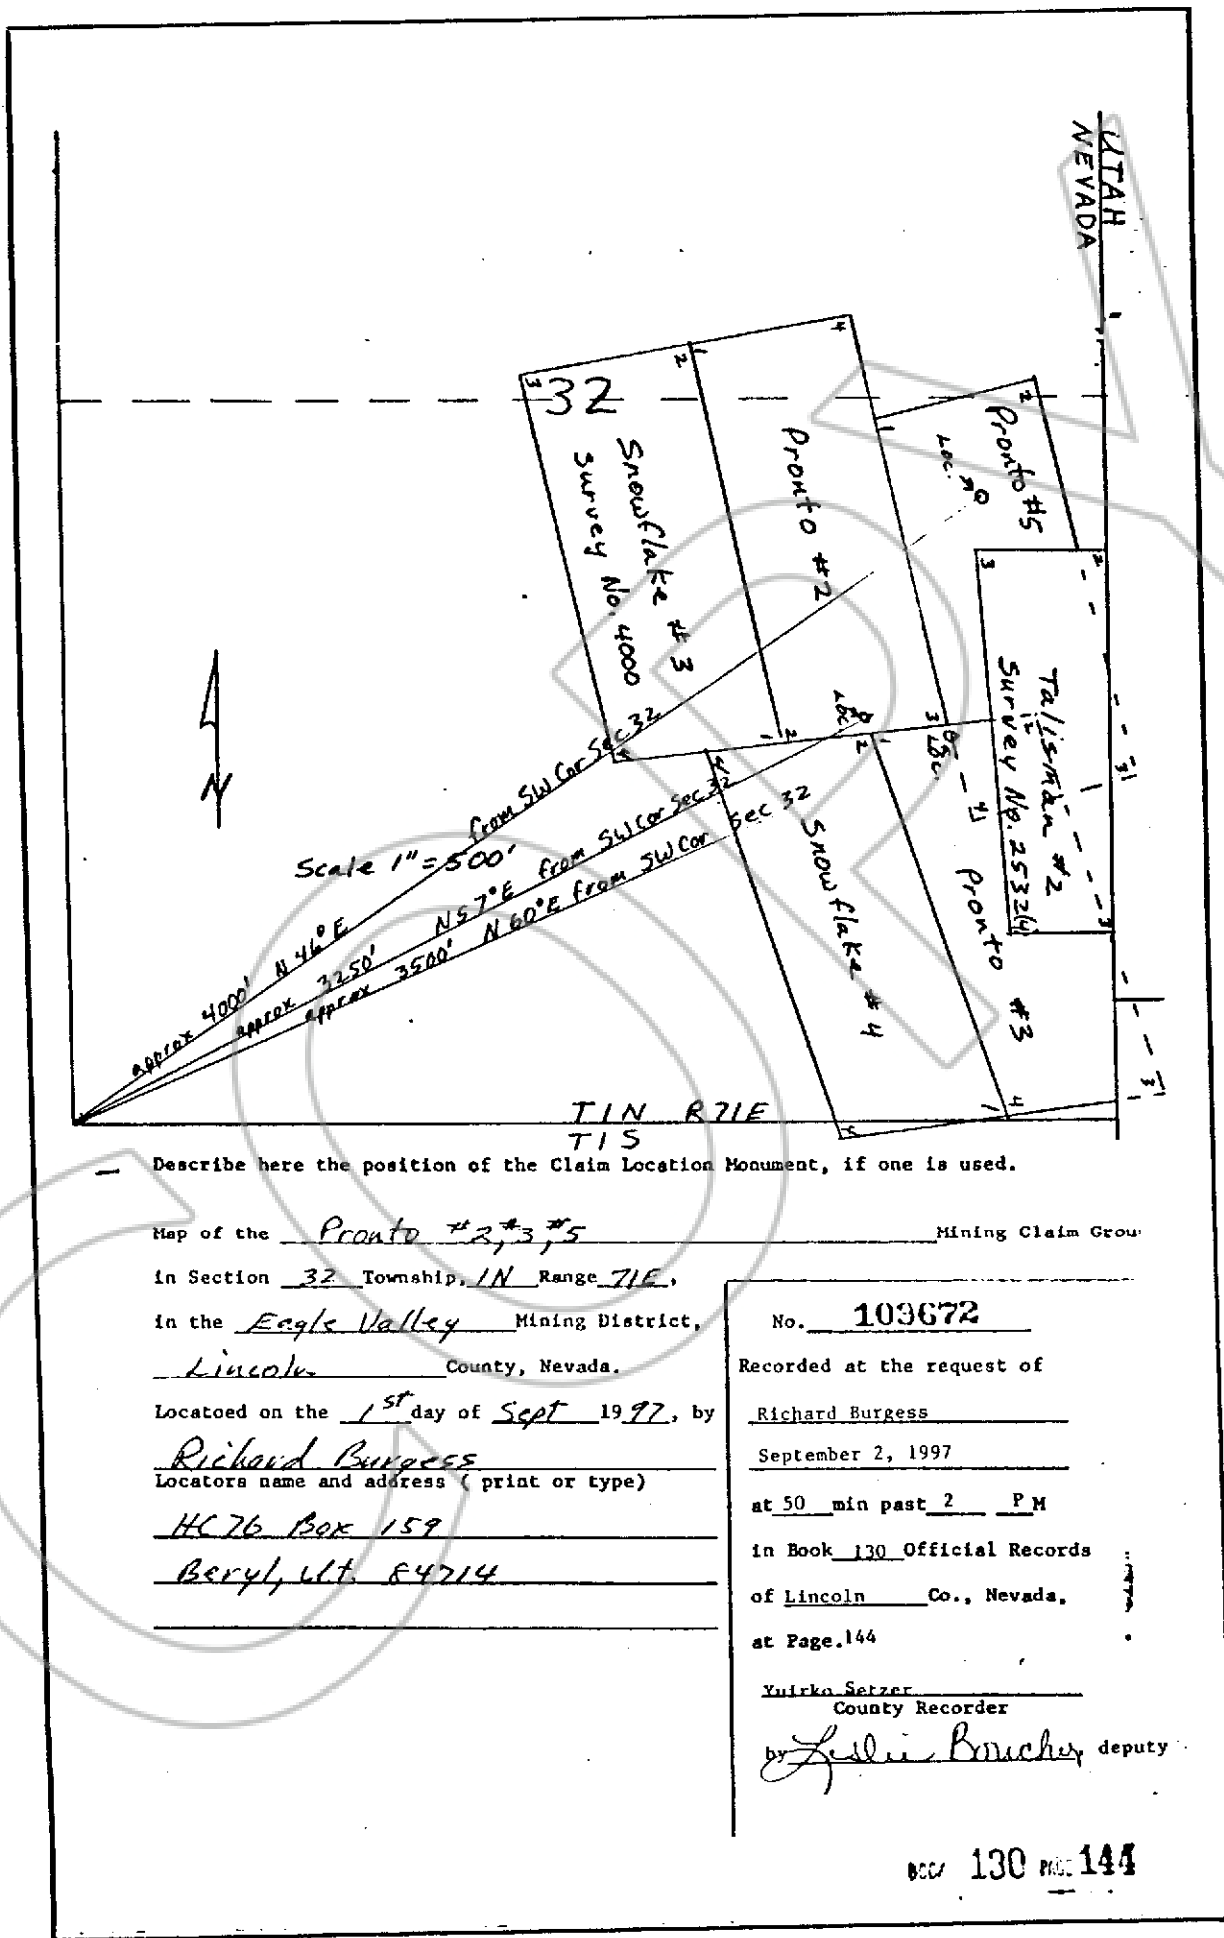 UTAH
NEVADA
32
Snowflake #3
Survey No. 4000
Pronto #2
Pronto #5
Loc.
Talisman #2
Survey No. 2532(4)
Loc.
Loc.
Pronto #3
Snowflake #4
N
Scale 1"=500'
approx 4000' N 46° E from SW Cor Sec. 32
approx 3250' N 57° E from SW Cor Sec 32
approx 3500' N 60° E from SW Cor Sec 32
T1N R71E
T1S
Describe here the position of the Claim Location Monument, if one is used.
Map of the Pronto #2, #3, #5 Mining Claim Grou
in Section 32 Township, 1N Range 71E,
in the Eagle Valley Mining District,
Lincoln County, Nevada.
Locatoed on the 1st day of Sept 1997, by
Richard Burgess
Locators name and address ( print or type)
HC 76 Box 159
Beryl, Ut. 84714
No. 109672
Recorded at the request of
Richard Burgess
September 2, 1997
at 50 min past 2 P M
in Book 130 Official Records
of Lincoln Co., Nevada,
at Page.144
Yuirko Setzer
County Recorder
by Leslie Boucher deputy
130 144